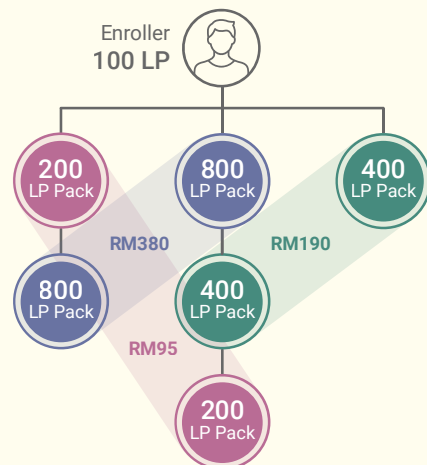 Enroller
100 LP
200
LP Pack
800
LP Pack
400
LP Pack
RM380
RM190
800
LP Pack
400
LP Pack
RM95
200
LP Pack